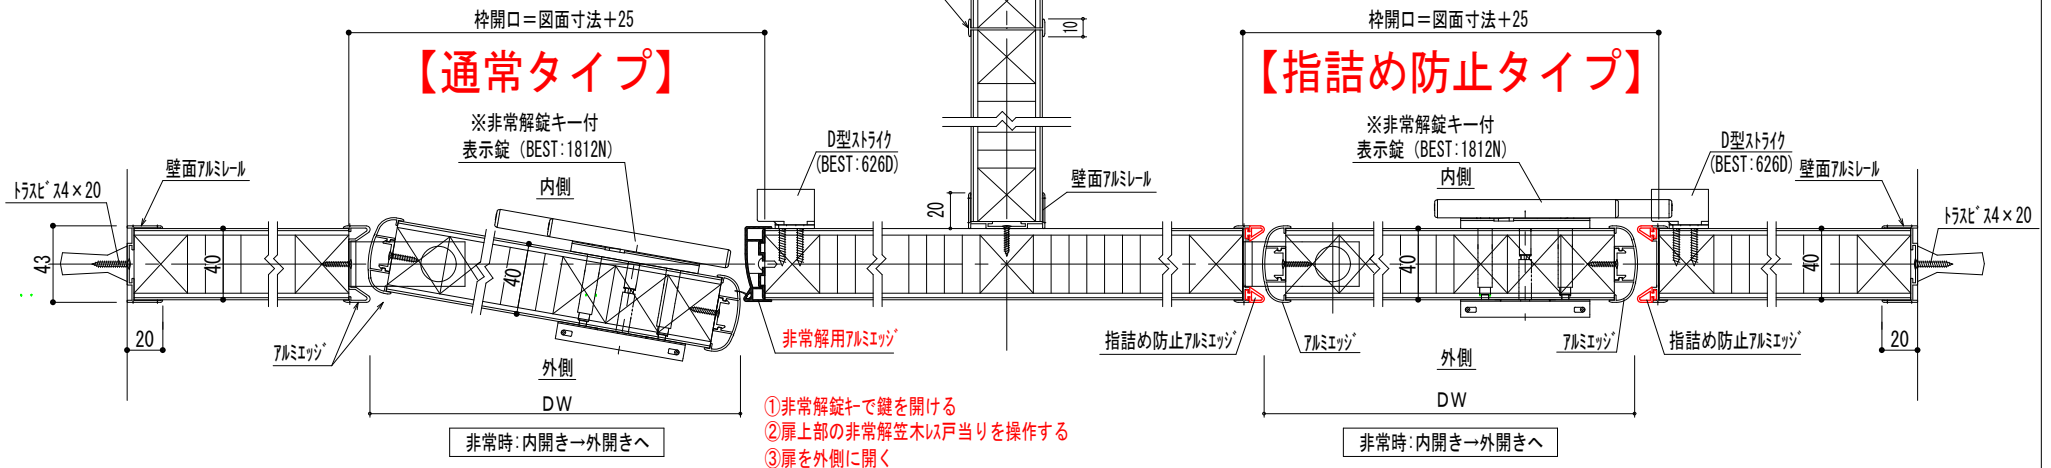 枠開口＝図面寸法＋25
【通常タイプ】
※非常解錠キー付
表示錠（BEST:1812N）
内側
D型ストライク
(BEST:626D)
壁面アルミレール
トラスビス4×20
43
40
20
アルミエッジ
40
外側
DW
非常時:内開き→外開きへ
非常解用アルミエッジ
①非常解錠キーで鍵を開ける
②扉上部の非常解笠木レス戸当りを操作する
③扉を外側に開く
10
20
壁面アルミレール
枠開口＝図面寸法＋25
【指詰め防止タイプ】
※非常解錠キー付
表示錠（BEST:1812N）
内側
D型ストライク
(BEST:626D)
壁面アルミレール
トラスビス4×20
40
40
指詰め防止アルミエッジ
アルミエッジ
外側
アルミエッジ
指詰め防止アルミエッジ
20
DW
非常時:内開き→外開きへ